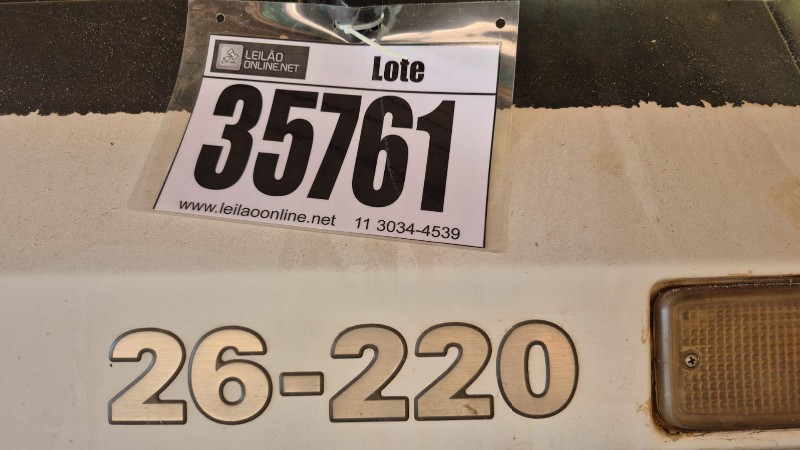 LEILÃO
ONLINE.NET
Lote
35761
www.leilaoonline.net 11 3034-4539
26-220